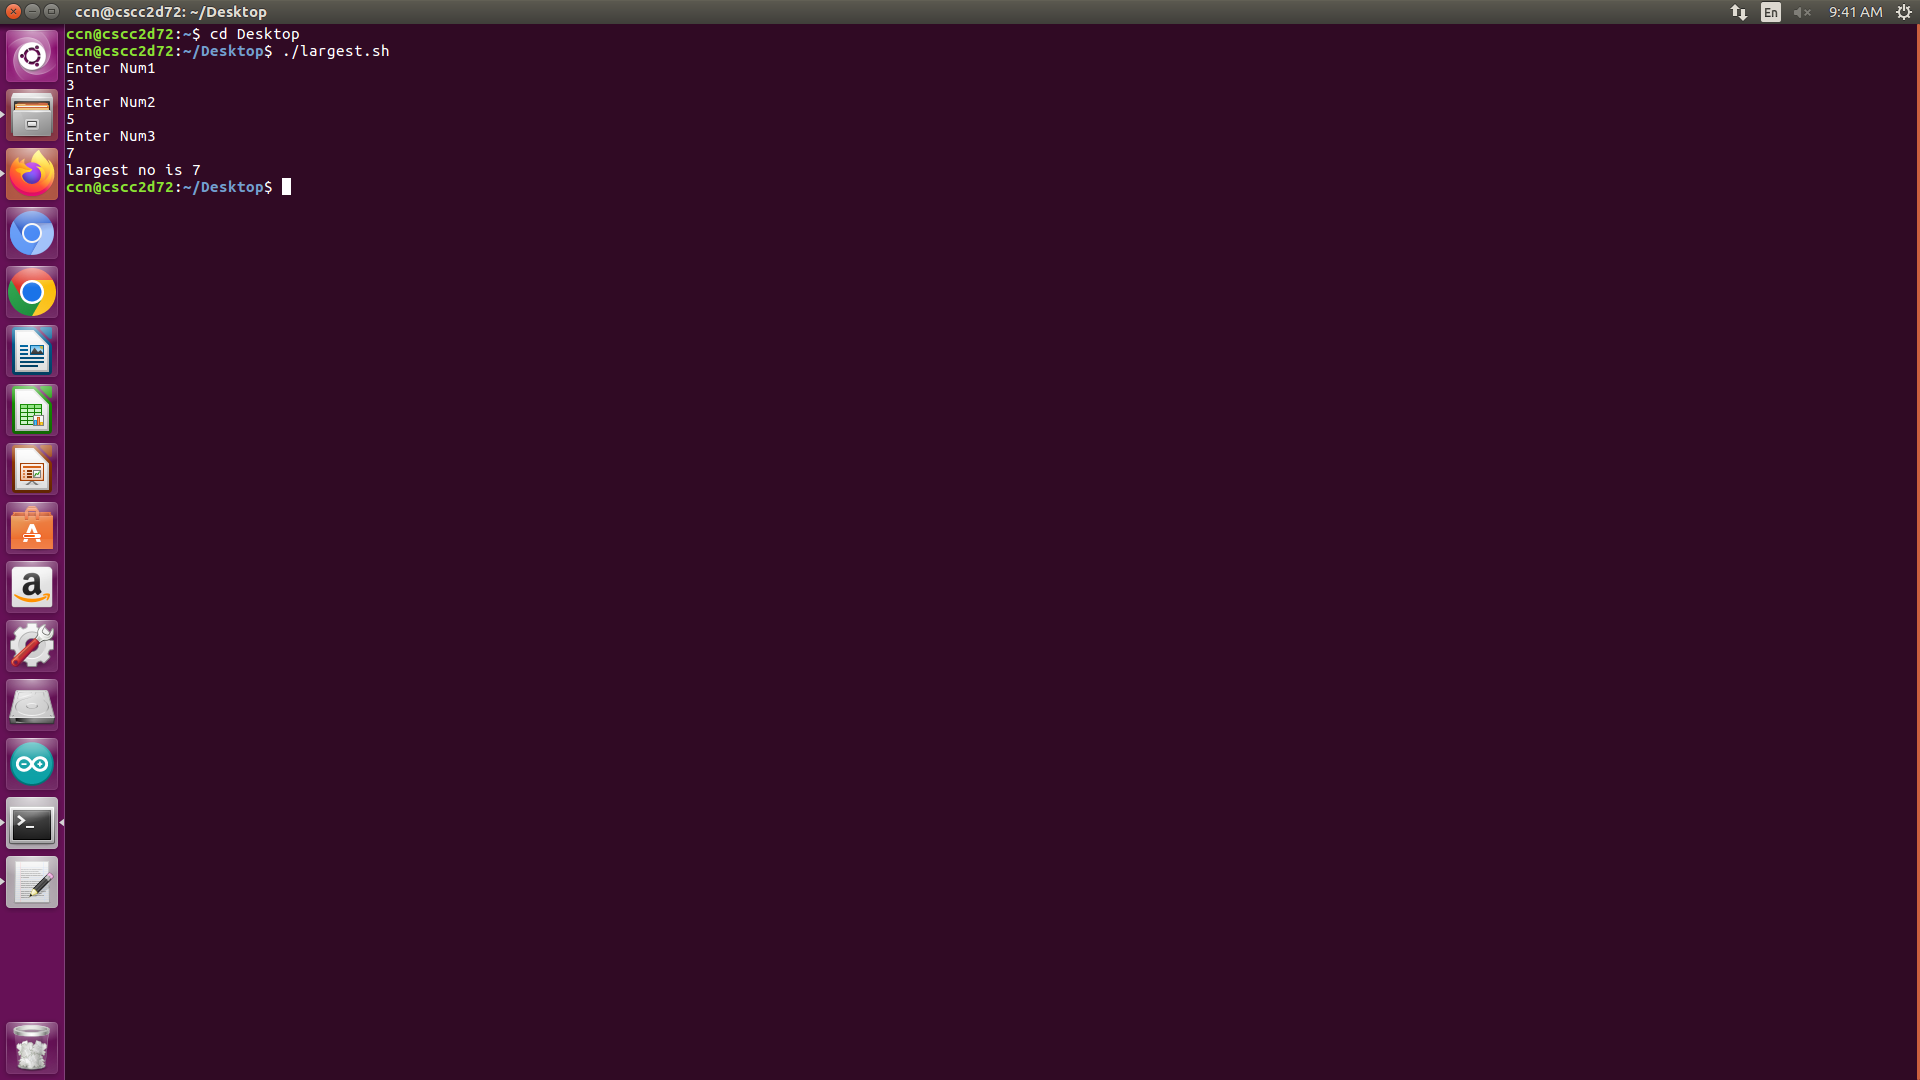 ccn@cscc2d72: ~/Desktop
En
9:41 AM
ccn@cscc2d72:~$ cd Desktop
ccn@cscc2d72:~/Desktop$ ./largest.sh
Enter Num1
3
Enter Num2
5
Enter Num3
7
largest no is 7
ccn@cscc2d72:~/Desktop$